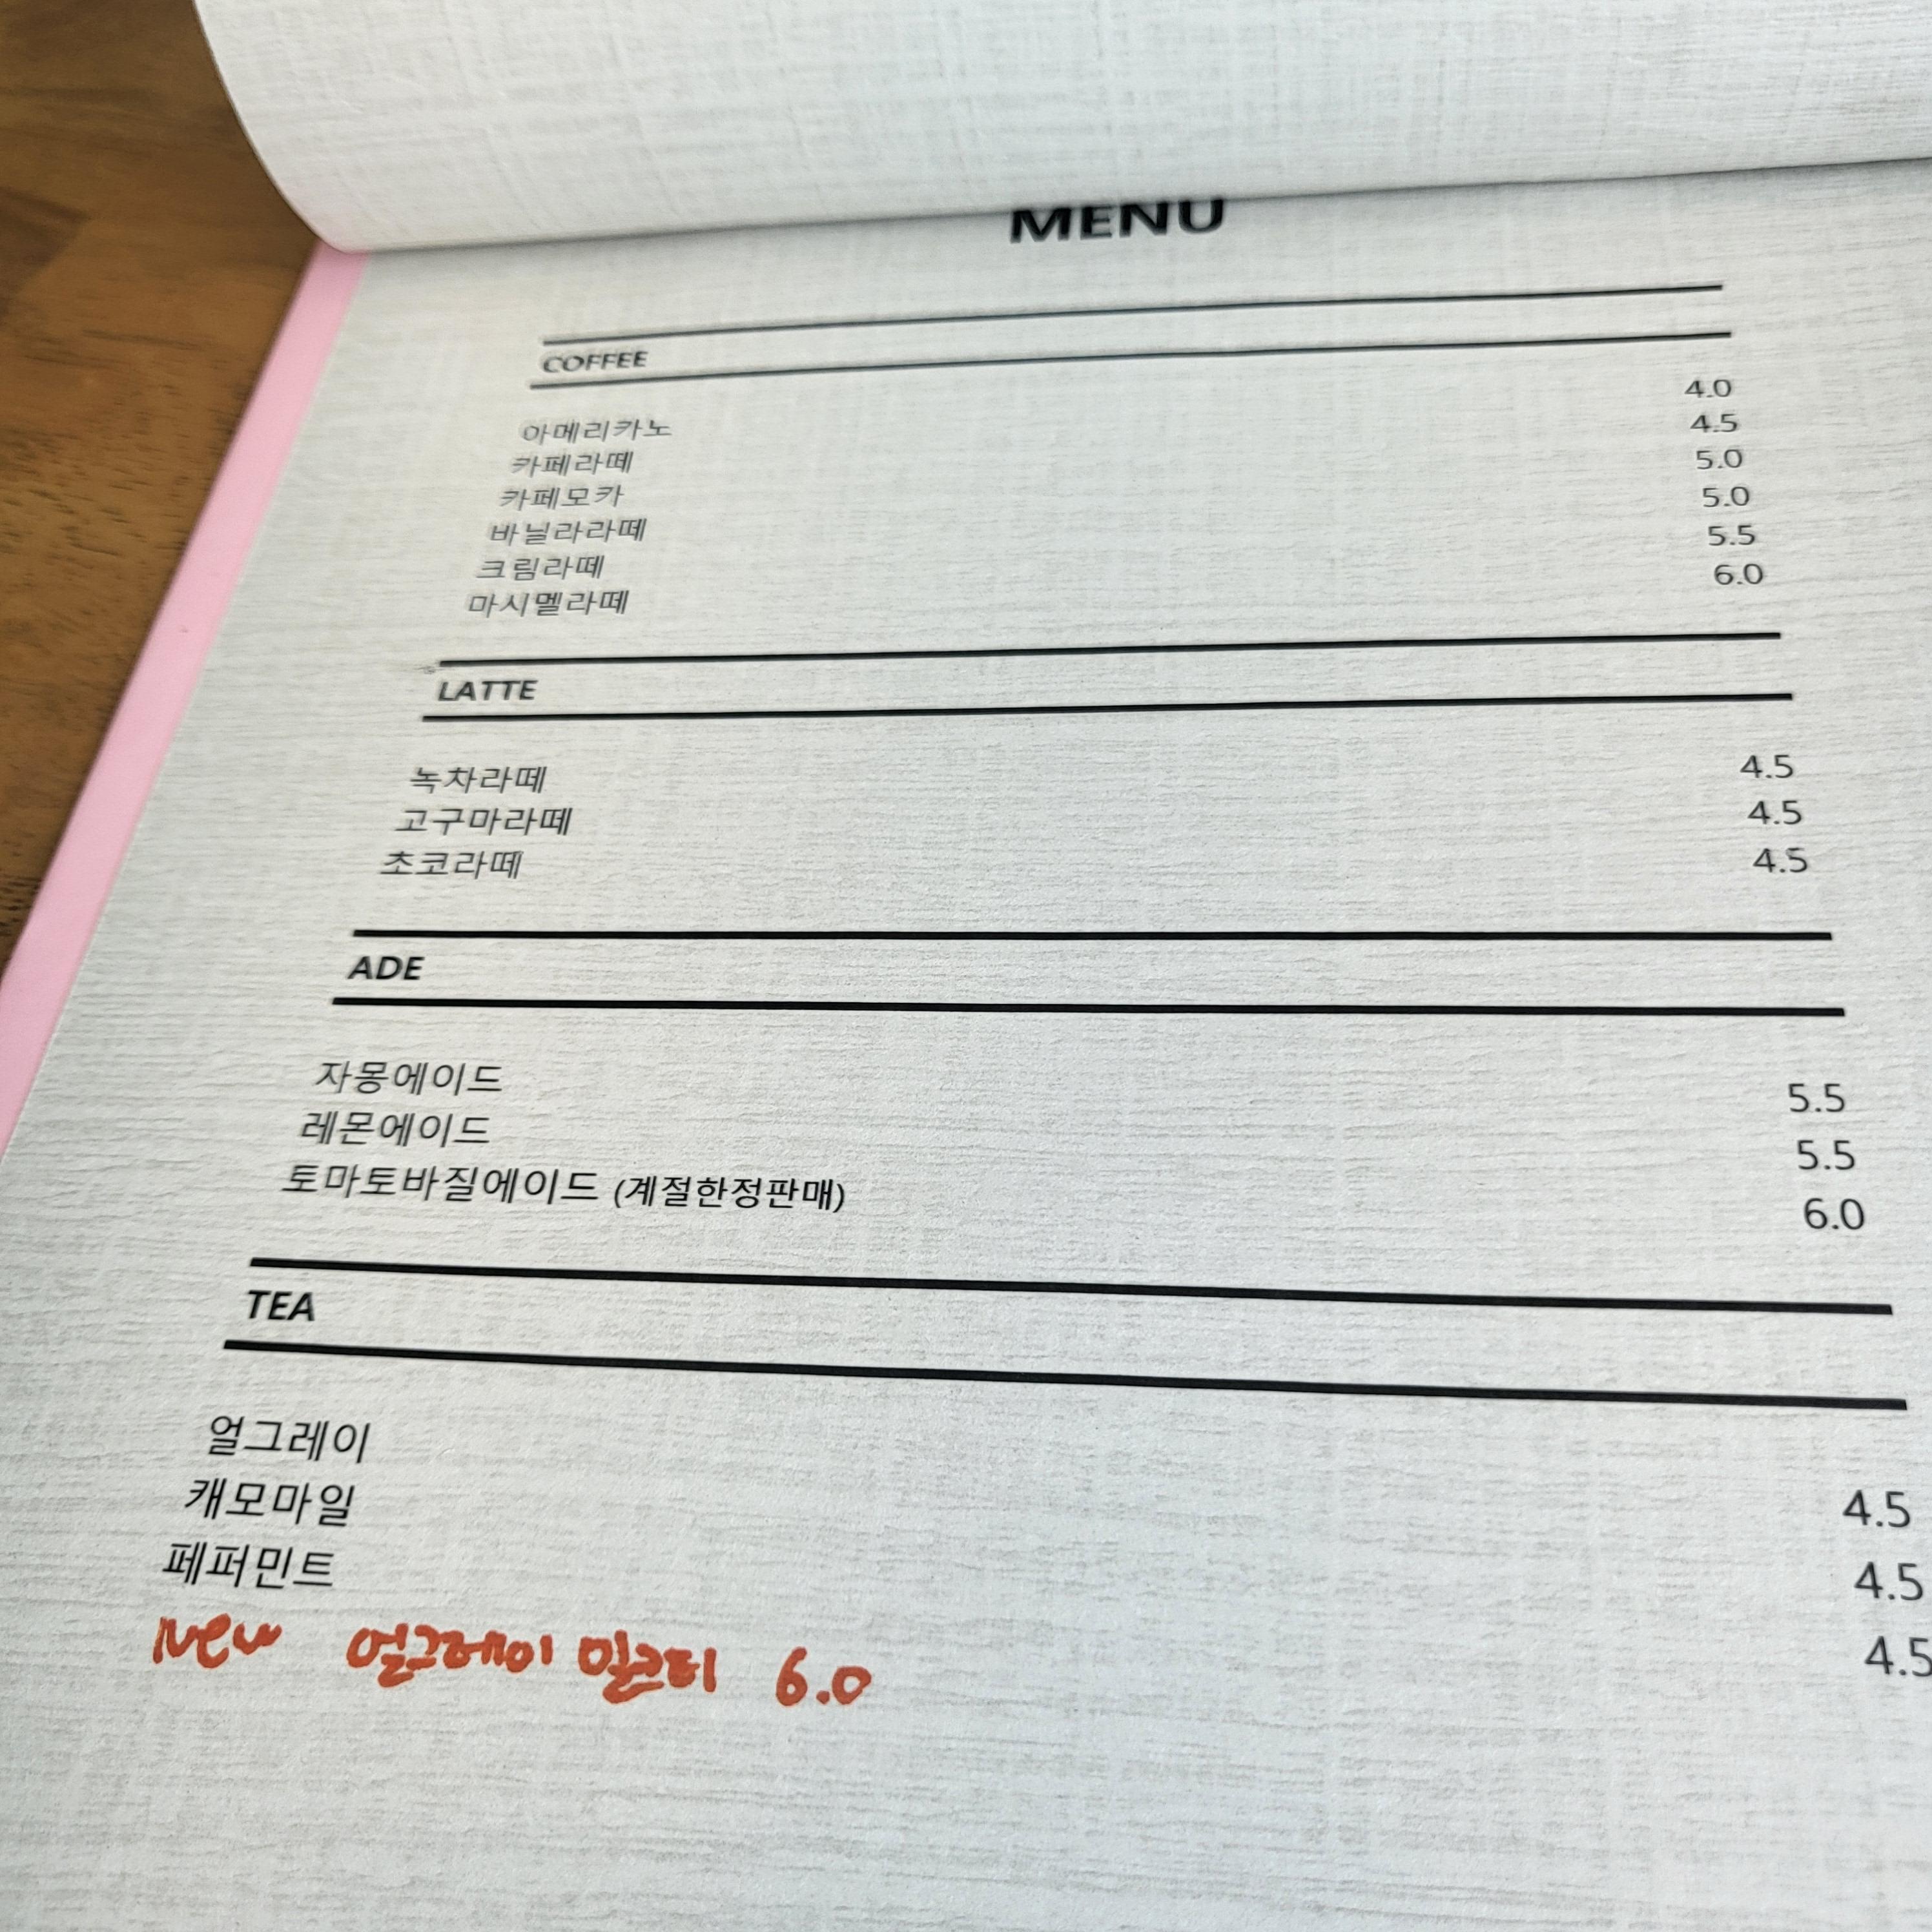 MENU
COFFEE
아메리카노 4.0
카페라떼 4.5
카페모카 5.0
바닐라라떼 5.0
크림라떼 5.5
마시멜라떼 6.0
LATTE
녹차라떼 4.5
고구마라떼 4.5
초코라떼 4.5
ADE
자몽에이드 5.5
레몬에이드 5.5
토마토바질에이드 (계절한정판매) 6.0
TEA
얼그레이 4.5
캐모마일 4.5
페퍼민트 4.5
New 얼그레이 밀크티 6.0